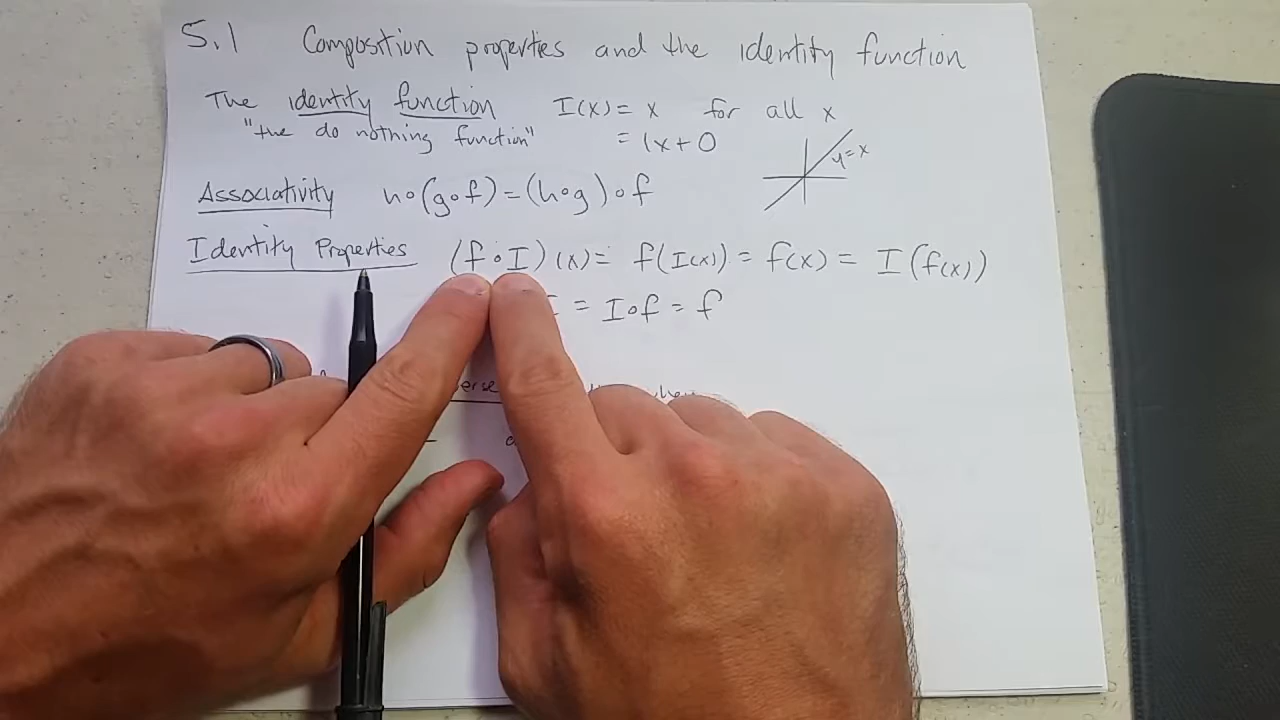 5.1 Composition properties and the identity function
The identity function I(x) = x for all x
"the do nothing function" = 1x + 0
y=x
Associativity h∘(g∘f) = (h∘g)∘f
Identity Properties (f∘I)(x) = f(I(x)) = f(x) = I(f(x))
I = I∘f = f